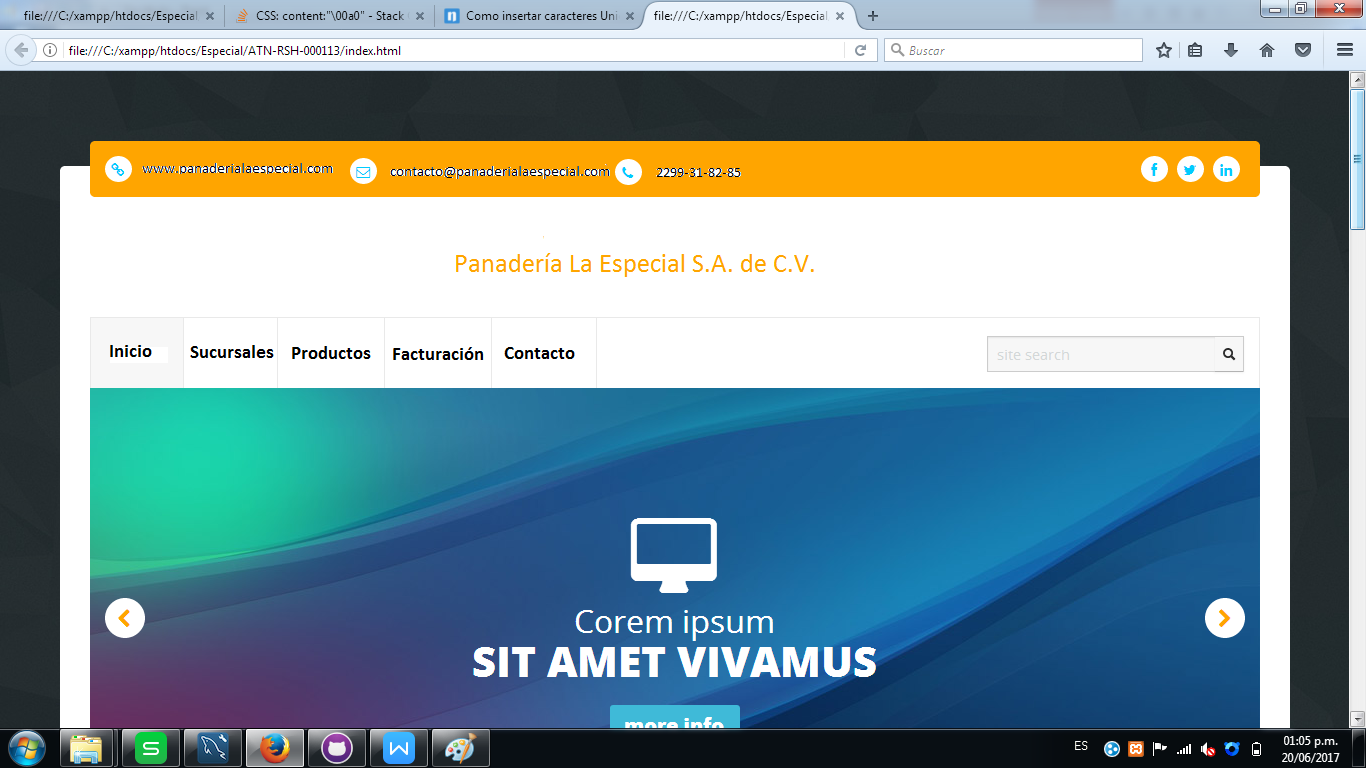 file:///C:/xampp/htdocs/Especial/
CSS: content:"\00a0" - Stack
Como insertar caracteres Uni
file:///C:/xampp/htdocs/Especial/
file:///C:/xampp/htdocs/Especial/ATN-RSH-000113/index.html
Buscar
www.panaderialaespecial.com
contacto@panaderialaespecial.com
2299-31-82-85
Panadería La Especial S.A. de C.V.
Inicio
Sucursales
Productos
Facturación
Contacto
site search
Corem ipsum
SIT AMET VIVAMUS
more info
ES
01:05 p.m.
20/06/2017